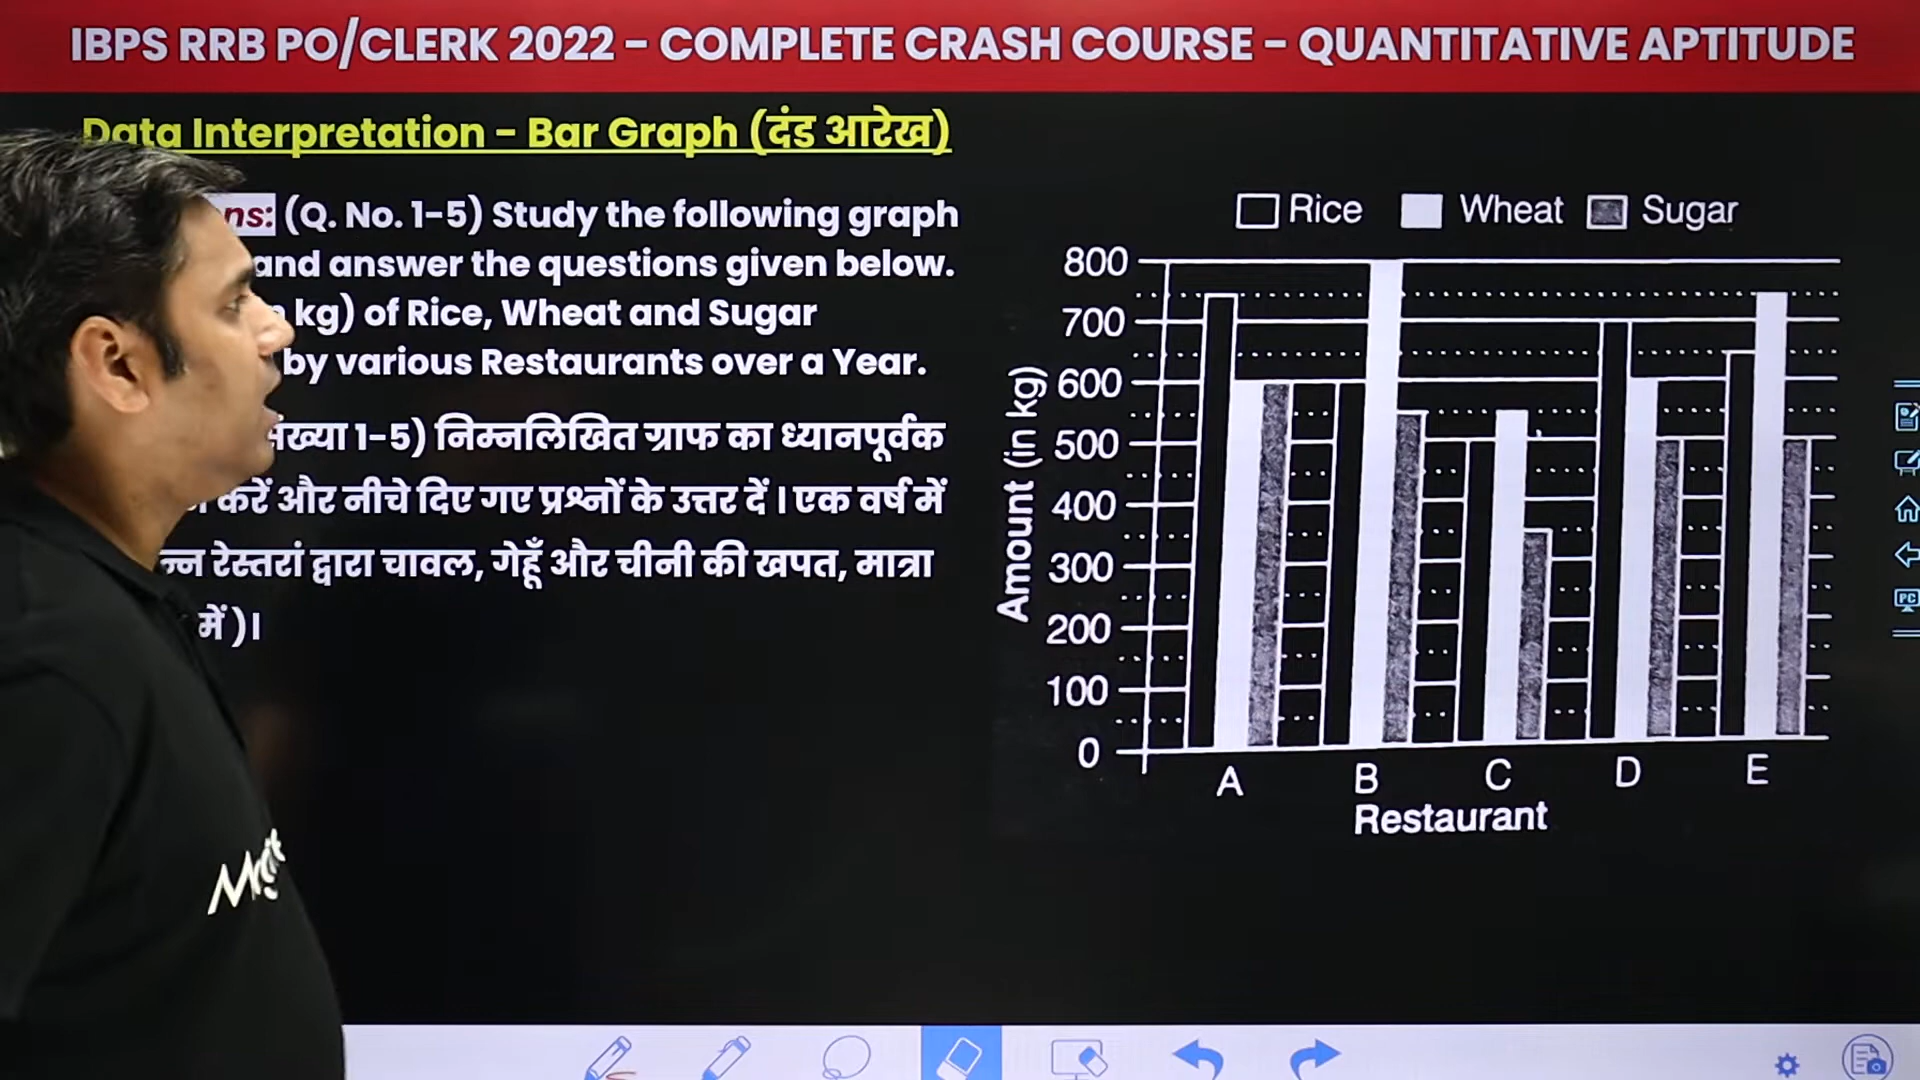 IBPS RRB PO/CLERK 2022 - COMPLETE CRASH COURSE - QUANTITATIVE APTITUDE
Data Interpretation - Bar Graph (दंड आरेख)
(Q. No. 1-5) Study the following graph
and answer the questions given below.
kg) of Rice, Wheat and Sugar
by various Restaurants over a Year.
1-5) निम्नलिखित ग्राफ का ध्यानपूर्वक
करें और नीचे दिए गए प्रश्नों के उत्तर दें। एक वर्ष में
रेस्तरां द्वारा चावल, गेहूँ और चीनी की खपत, मात्रा
में)।
Rice Wheat Sugar
Amount (in kg)
800
700
600
500
400
300
200
100
0
A B C D E
Restaurant
PC